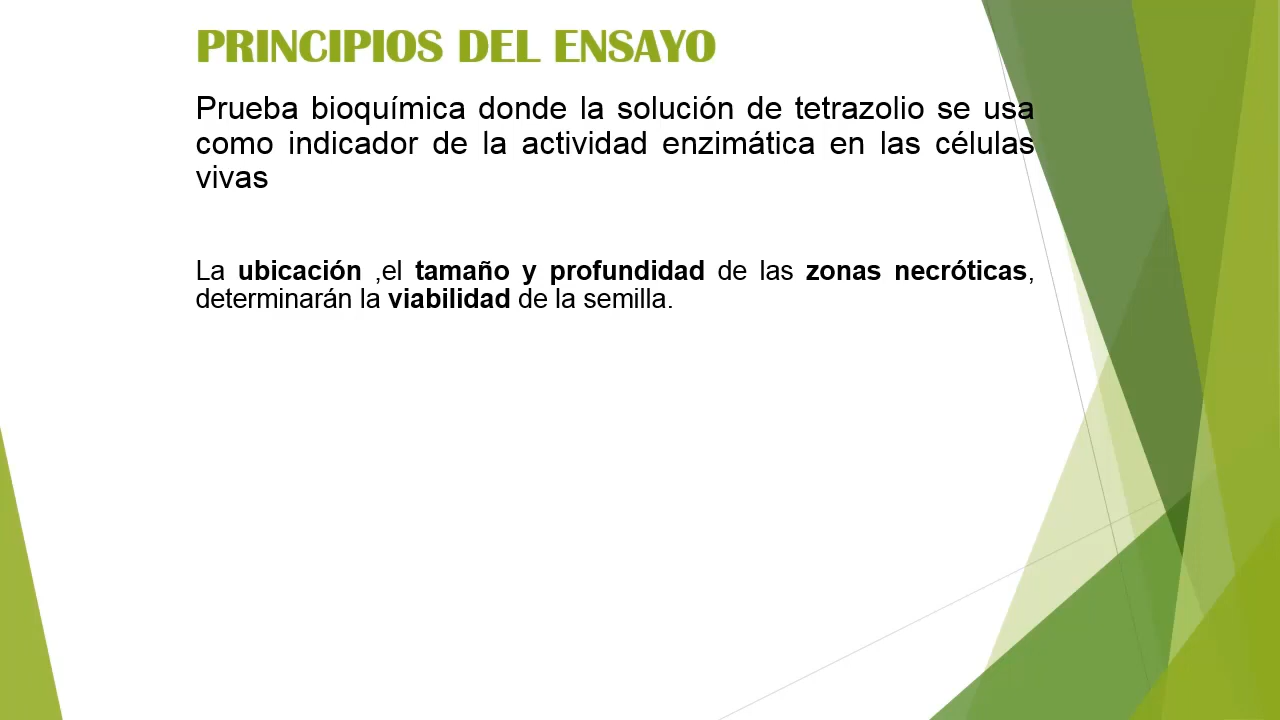 PRINCIPIOS DEL ENSAYO
Prueba bioquímica donde la solución de tetrazolio se usa
como indicador de la actividad enzimática en las células
vivas
La ubicación ,el tamaño y profundidad de las zonas necróticas,
determinarán la viabilidad de la semilla.